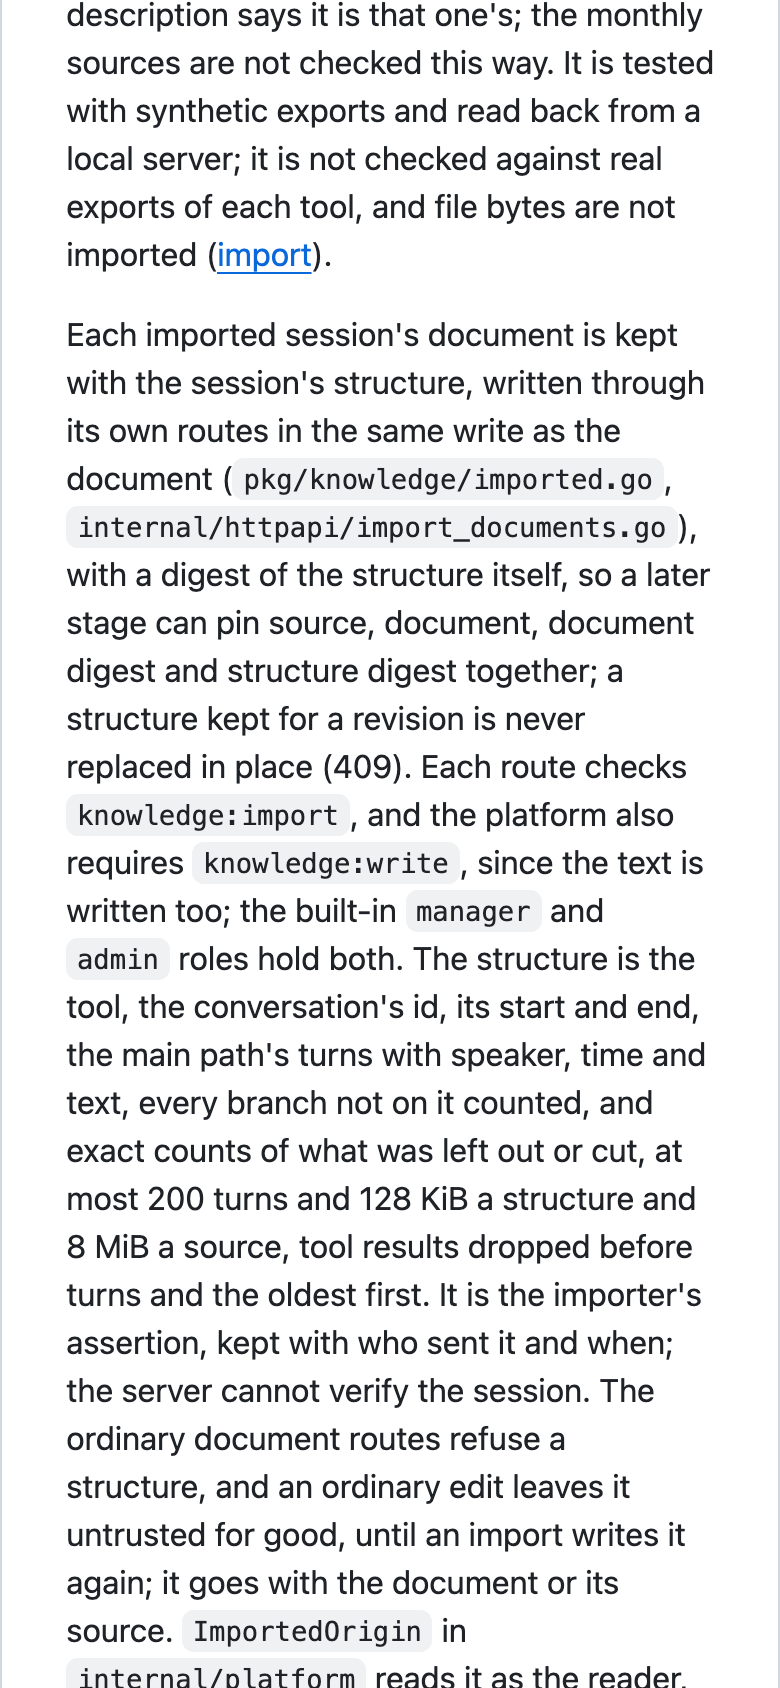 description says it is that one's; the monthly
sources are not checked this way. It is tested
with synthetic exports and read back from a
local server; it is not checked against real
exports of each tool, and file bytes are not
imported (import).
Each imported session's document is kept
with the session's structure, written through
its own routes in the same write as the
document ( pkg/knowledge/imported.go ,
internal/httpapi/import_documents.go ),
with a digest of the structure itself, so a later
stage can pin source, document, document
digest and structure digest together; a
structure kept for a revision is never
replaced in place (409). Each route checks
knowledge:import , and the platform also
requires knowledge:write , since the text is
written too; the built-in manager and
admin roles hold both. The structure is the
tool, the conversation's id, its start and end,
the main path's turns with speaker, time and
text, every branch not on it counted, and
exact counts of what was left out or cut, at
most 200 turns and 128 KiB a structure and
8 MiB a source, tool results dropped before
turns and the oldest first. It is the importer's
assertion, kept with who sent it and when;
the server cannot verify the session. The
ordinary document routes refuse a
structure, and an ordinary edit leaves it
untrusted for good, until an import writes it
again; it goes with the document or its
source. ImportedOrigin in
internal/platform reads it as the reader.